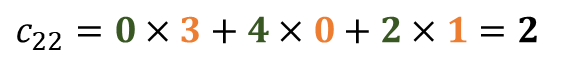 c₂₂ = 0 × 3 + 4 × 0 + 2 × 1 = 2